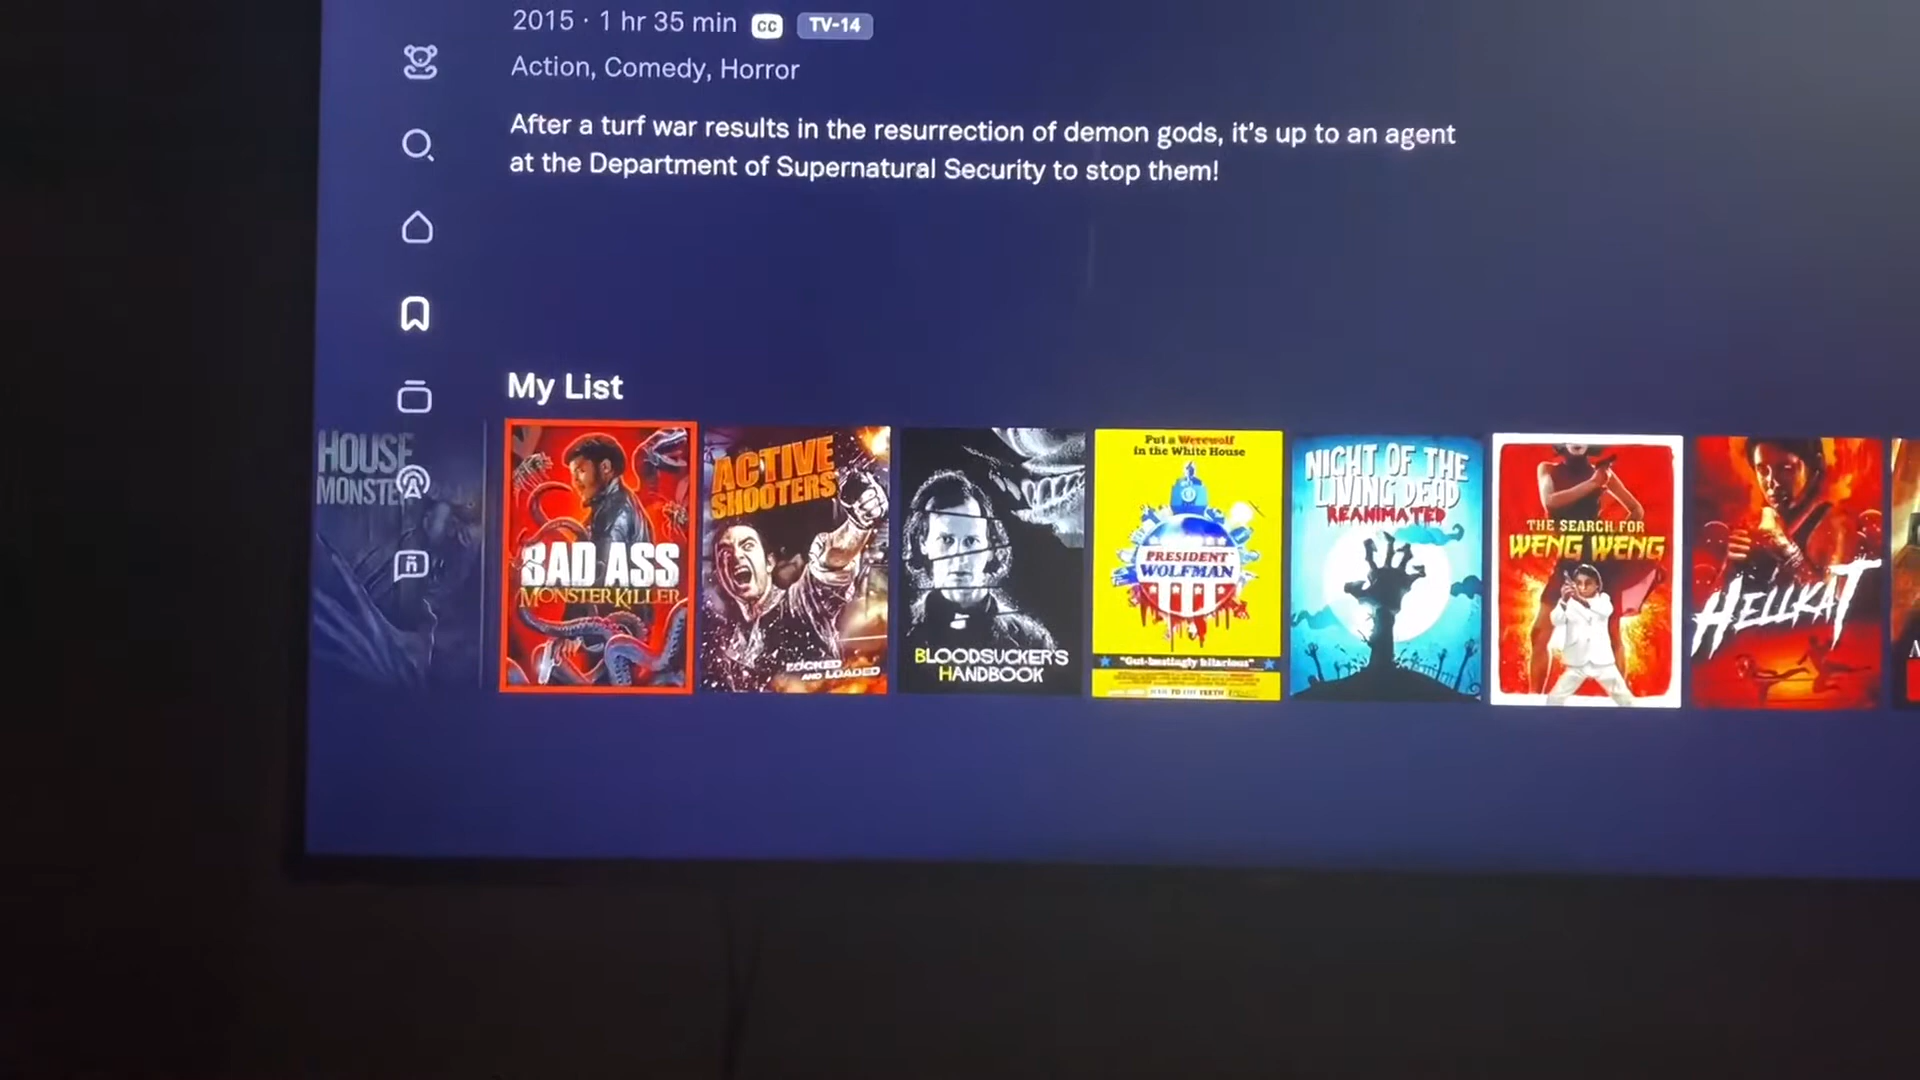 2015 · 1 hr 35 min CC TV-14
Action, Comedy, Horror
After a turf war results in the resurrection of demon gods, it's up to an agent
at the Department of Supernatural Security to stop them!
My List
HOUSE
MONSTE
ñ
BAD ASS
MONSTER KILLER
ACTIVE
SHOOTERS
LOCKED
AND LOADED
BLOODSUCKER'S
HANDBOOK
Put a Werewolf
in the White House
PRESIDENT
WOLFMAN
"Gut-bustingly hilarious"
NIGHT OF THE
LIVING DEAD
REANIMATED
THE SEARCH FOR
WENG WENG
HELLKAT